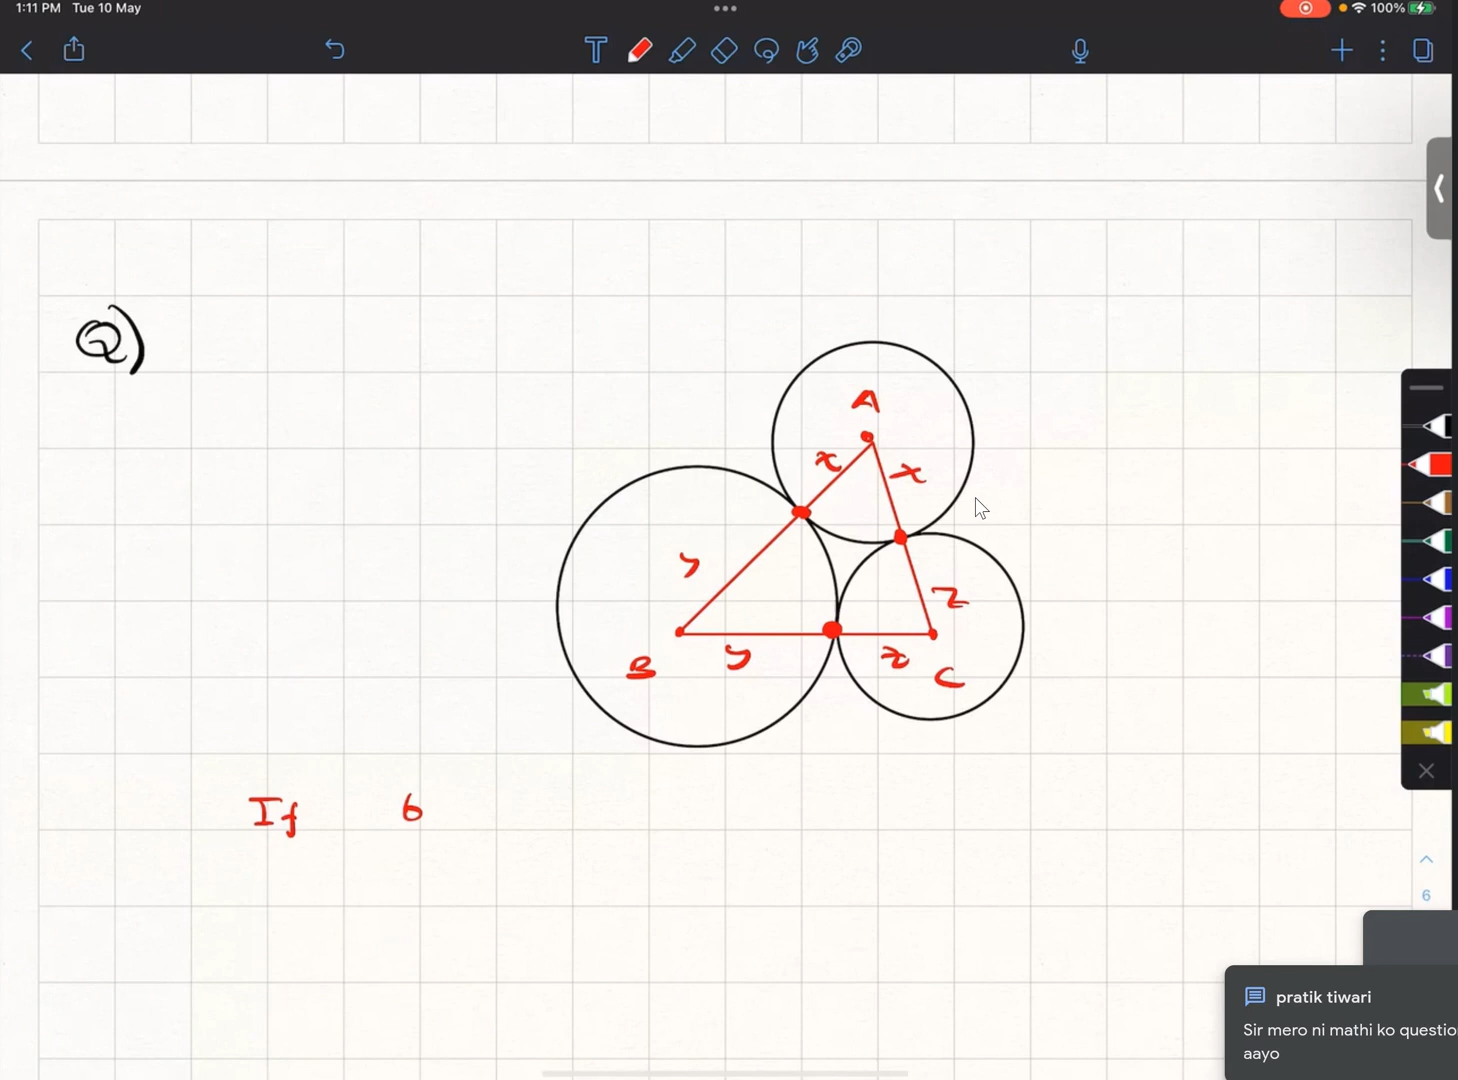 1:11 PM Tue 10 May
100%
T
Q)
A
x
x
y
z
B
y
z
C
If 6
6
pratik tiwari
Sir mero ni mathi ko questio
aayo